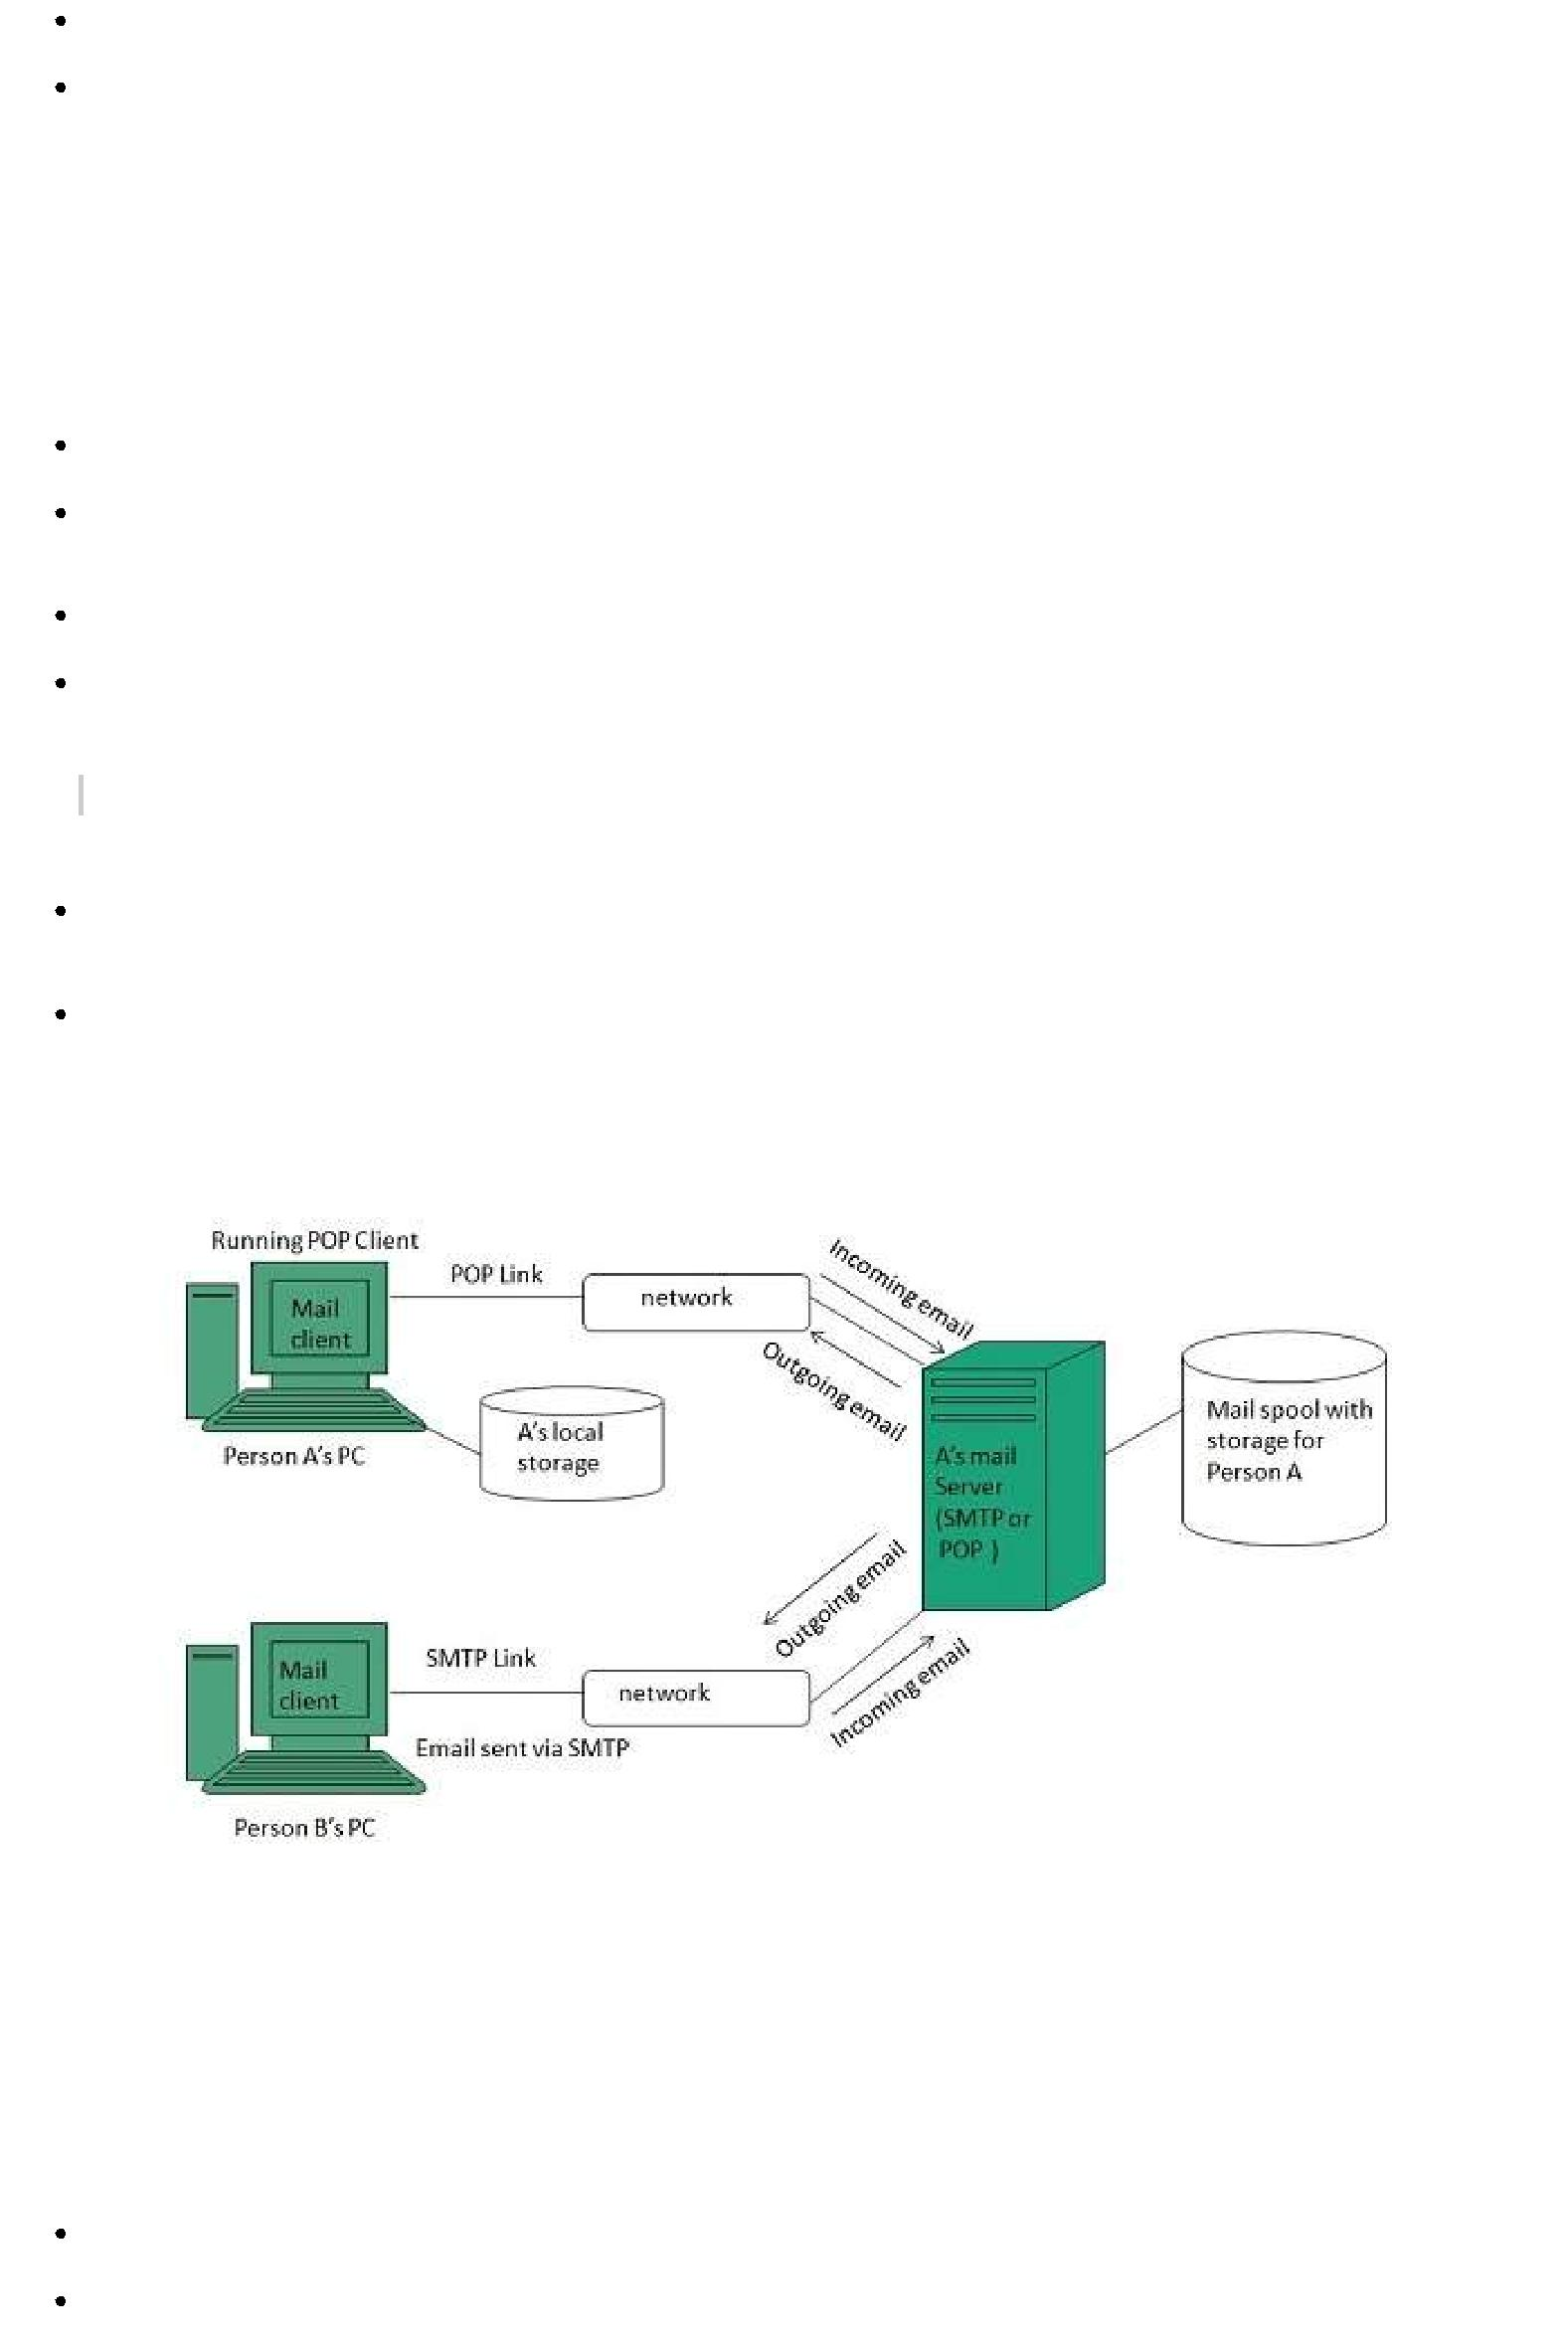 Running POP Client
POP Link
network
Incoming email
Outgoing email
Mail
client
Person A's PC
A's local
storage
A's mail
Server
(SMTP or
POP )
Mail spool with
storage for
Person A
Outgoing email
Incoming email
Mail
client
SMTP Link
network
Email sent via SMTP
Person B's PC